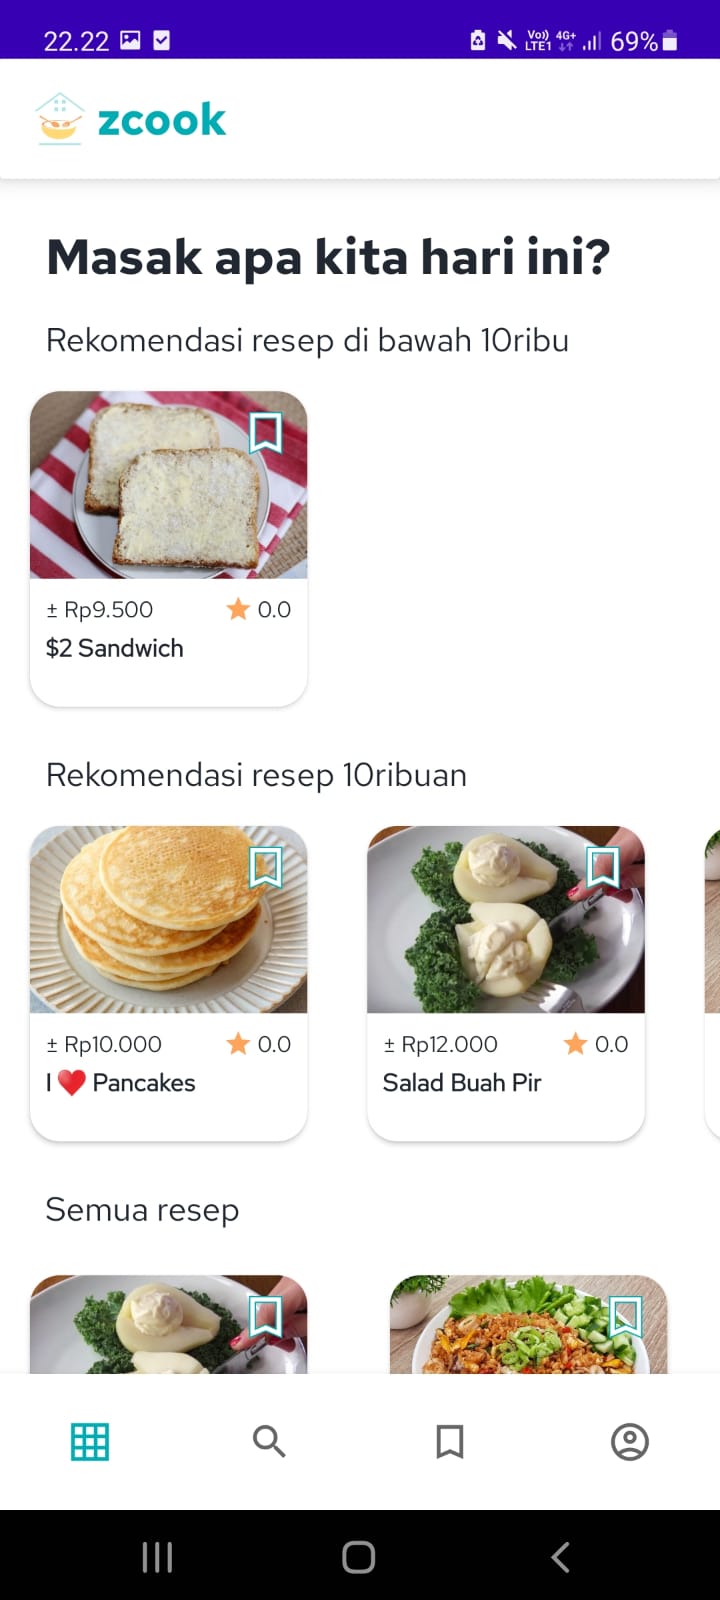 22.22
Vo)) LTE1 4G+ 69%
zcook
Masak apa kita hari ini?
Rekomendasi resep di bawah 10ribu
± Rp9.500 0.0
$2 Sandwich
Rekomendasi resep 10ribuan
± Rp10.000 0.0
I ❤️ Pancakes
± Rp12.000 0.0
Salad Buah Pir
Semua resep